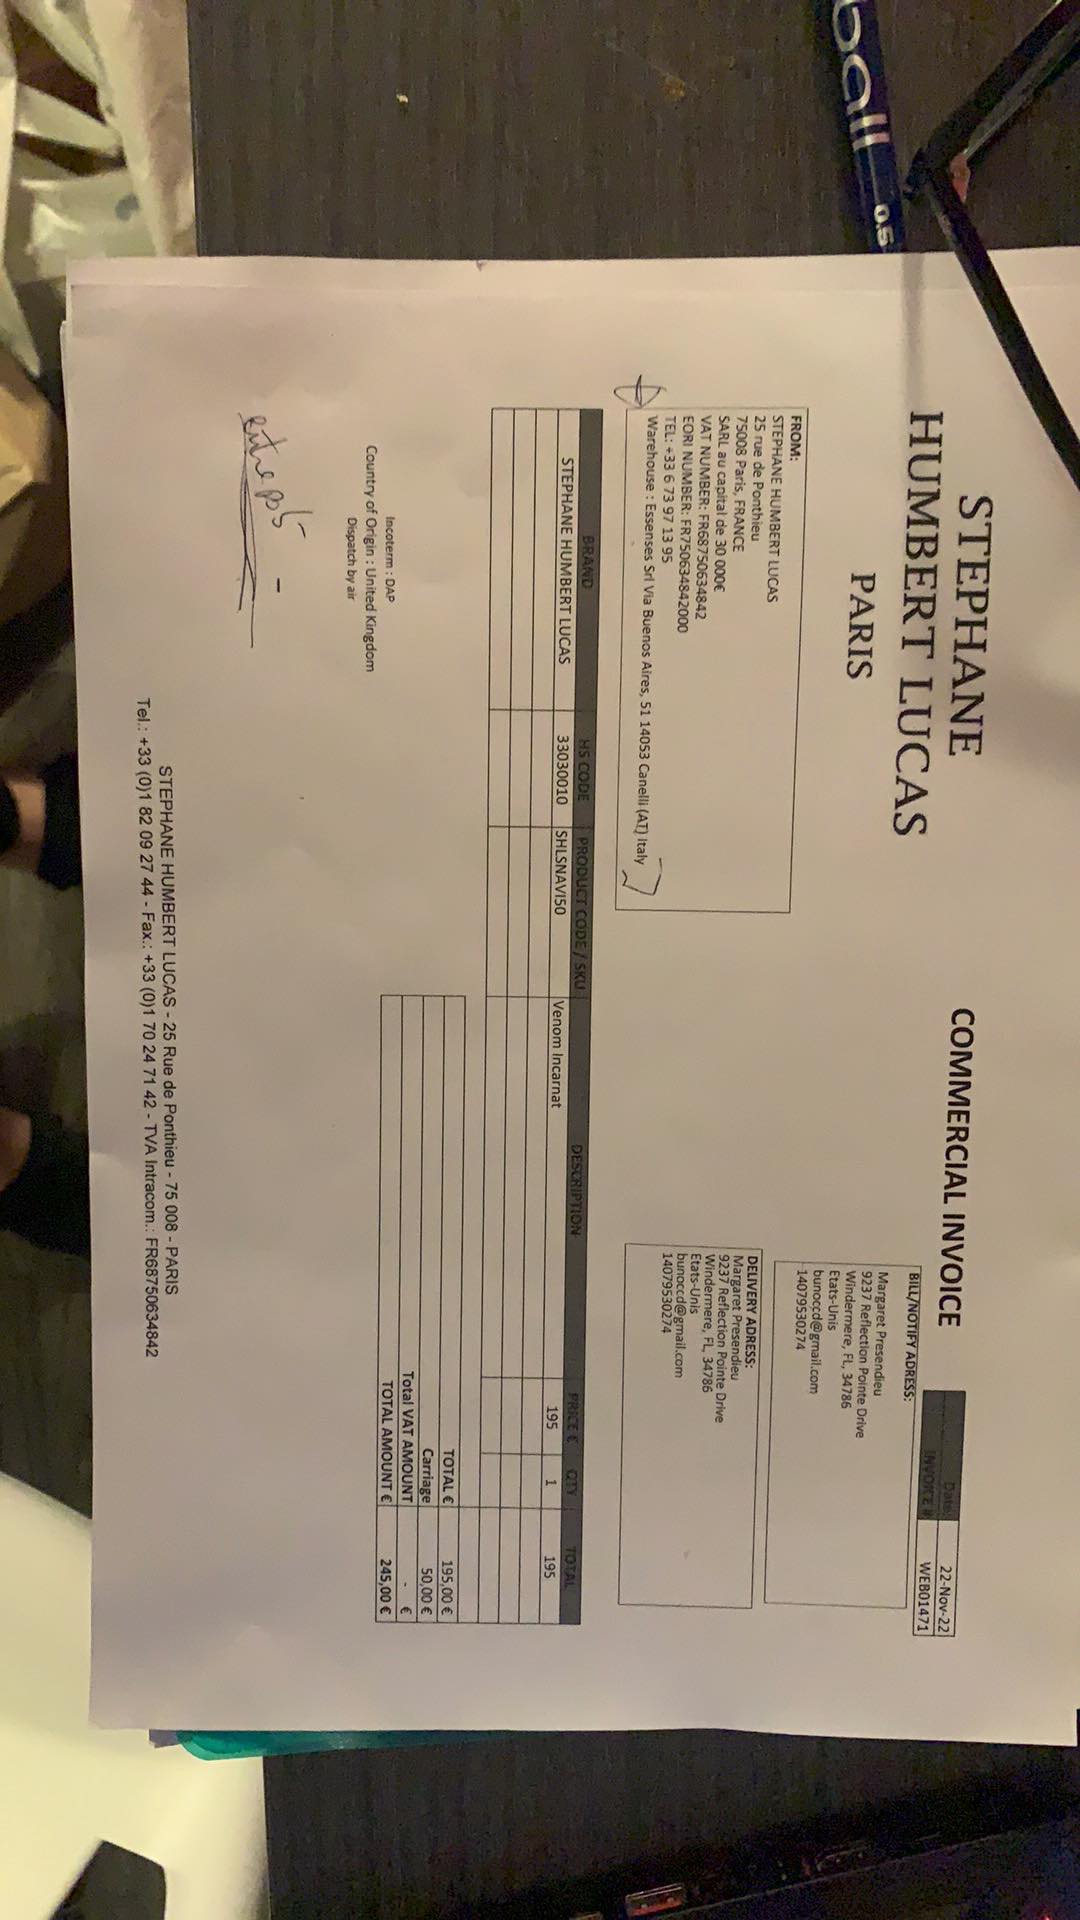 ball 0.5
STEPHANE
HUMBERT LUCAS
PARIS
COMMERCIAL INVOICE
Date: 22-Nov-22
INVOICE # WEB01471
BILL/NOTIFY ADRESS:
Margaret Presendieu
9237 Reflection Pointe Drive
Windermere, FL, 34786
Etats-Unis
bunoccd@gmail.com
14079530274
FROM:
STEPHANE HUMBERT LUCAS
25 rue de Ponthieu
75008 Paris, FRANCE
SARL au capital de 30 000€
VAT NUMBER: FR68750634842
EORI NUMBER: FR750634842000
TEL: +33 6 73 97 13 95
Warehouse : Essenses Srl Via Buenos Aires, 51 14053 Canelli (AT) Italy
DELIVERY ADRESS:
Margaret Presendieu
9237 Reflection Pointe Drive
Windermere, FL, 34786
Etats-Unis
bunoccd@gmail.com
14079530274
BRAND HS CODE PRODUCT CODE / SKU DESCRIPTION PRICE € QTY TOTAL
STEPHANE HUMBERT LUCAS 33030010 SHLSNAVI50 Venom Incarnat 195 1 195
TOTAL € 195,00 €
Carriage 50,00 €
Total VAT AMOUNT - €
TOTAL AMOUNT € 245,00 €
Incoterm : DAP
Country of Origin : United Kingdom
Dispatch by air
entrepôt -
STEPHANE HUMBERT LUCAS - 25 Rue de Ponthieu - 75 008 - PARIS
Tel.: +33 (0)1 82 09 27 44 - Fax.: +33 (0)1 70 24 71 42 - TVA Intracom.: FR68750634842